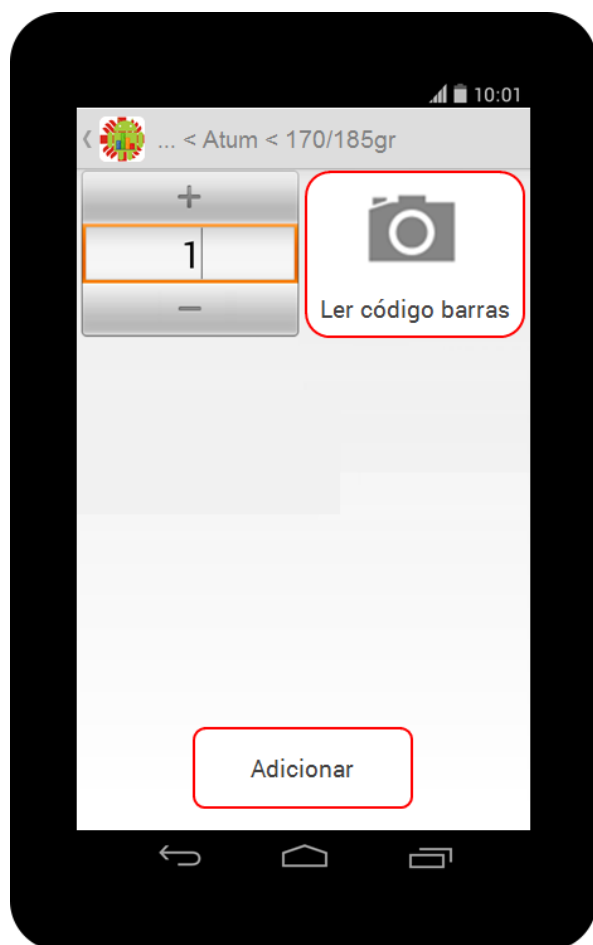 10:01
... < Atum < 170/185gr
+
1
−
Ler código barras
Adicionar